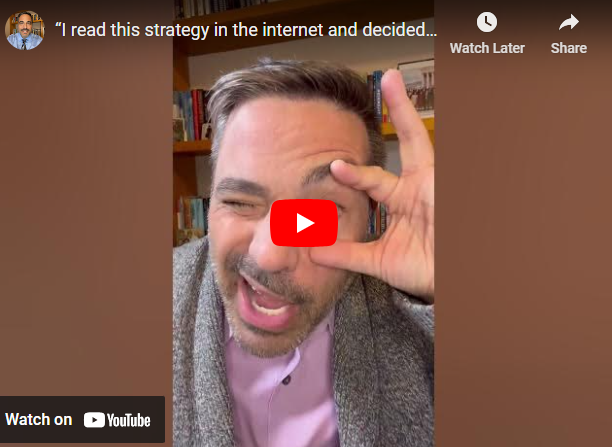 “I read this strategy in the internet and decided...
Watch Later
Share
Watch on YouTube